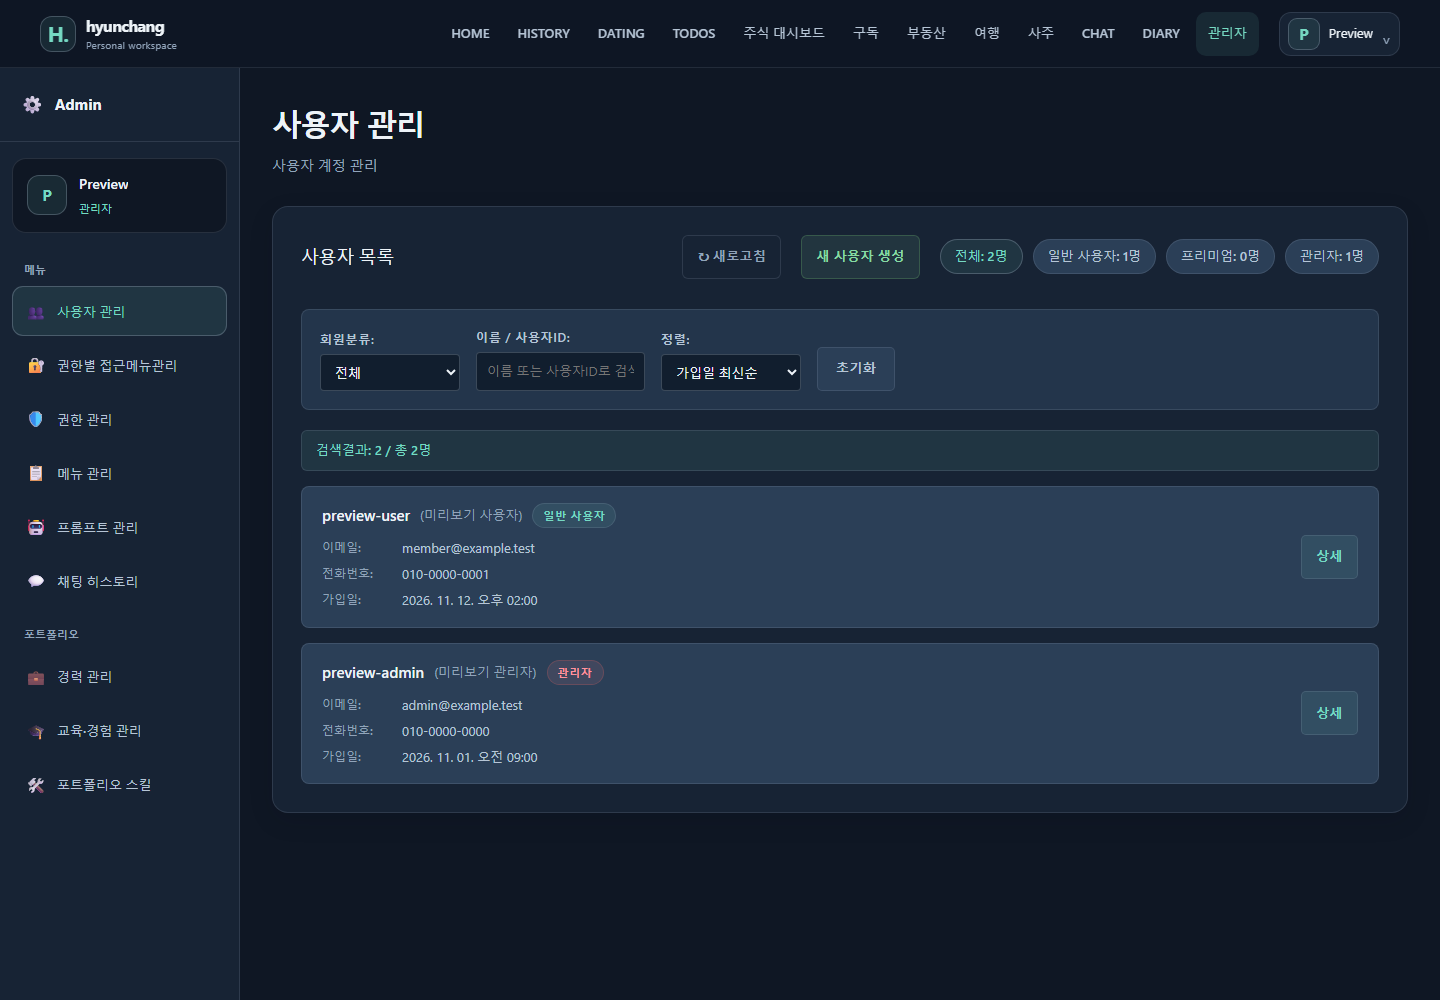 H. hyunchang
Personal workspace
HOME HISTORY DATING TODOS 주식 대시보드 구독 부동산 여행 사주 CHAT DIARY 관리자 P Preview v
Admin
P Preview
관리자
메뉴
사용자 관리
권한별 접근메뉴관리
권한 관리
메뉴 관리
프롬프트 관리
채팅 히스토리
포트폴리오
경력 관리
교육·경험 관리
포트폴리오 스킬
사용자 관리
사용자 계정 관리
사용자 목록 ↻ 새로고침 새 사용자 생성 전체: 2명 일반 사용자: 1명 프리미엄: 0명 관리자: 1명
회원분류: 이름 / 사용자ID: 정렬:
전체 이름 또는 사용자ID로 검색 가입일 최신순 초기화
검색결과: 2 / 총 2명
preview-user (미리보기 사용자) 일반 사용자
이메일: member@example.test
전화번호: 010-0000-0001
가입일: 2026. 11. 12. 오후 02:00
상세
preview-admin (미리보기 관리자) 관리자
이메일: admin@example.test
전화번호: 010-0000-0000
가입일: 2026. 11. 01. 오전 09:00
상세